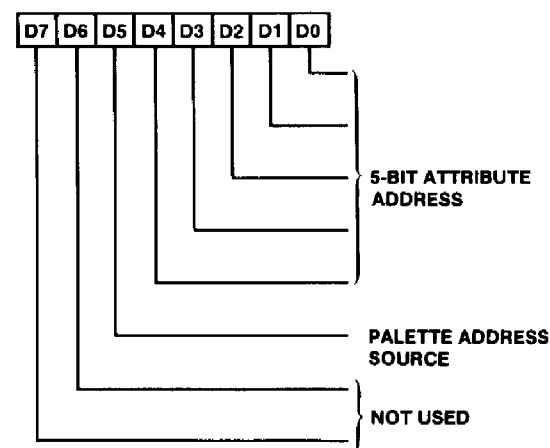 D7 D6 D5 D4 D3 D2 D1 D0
5-BIT ATTRIBUTE
ADDRESS
PALETTE ADDRESS
SOURCE
NOT USED